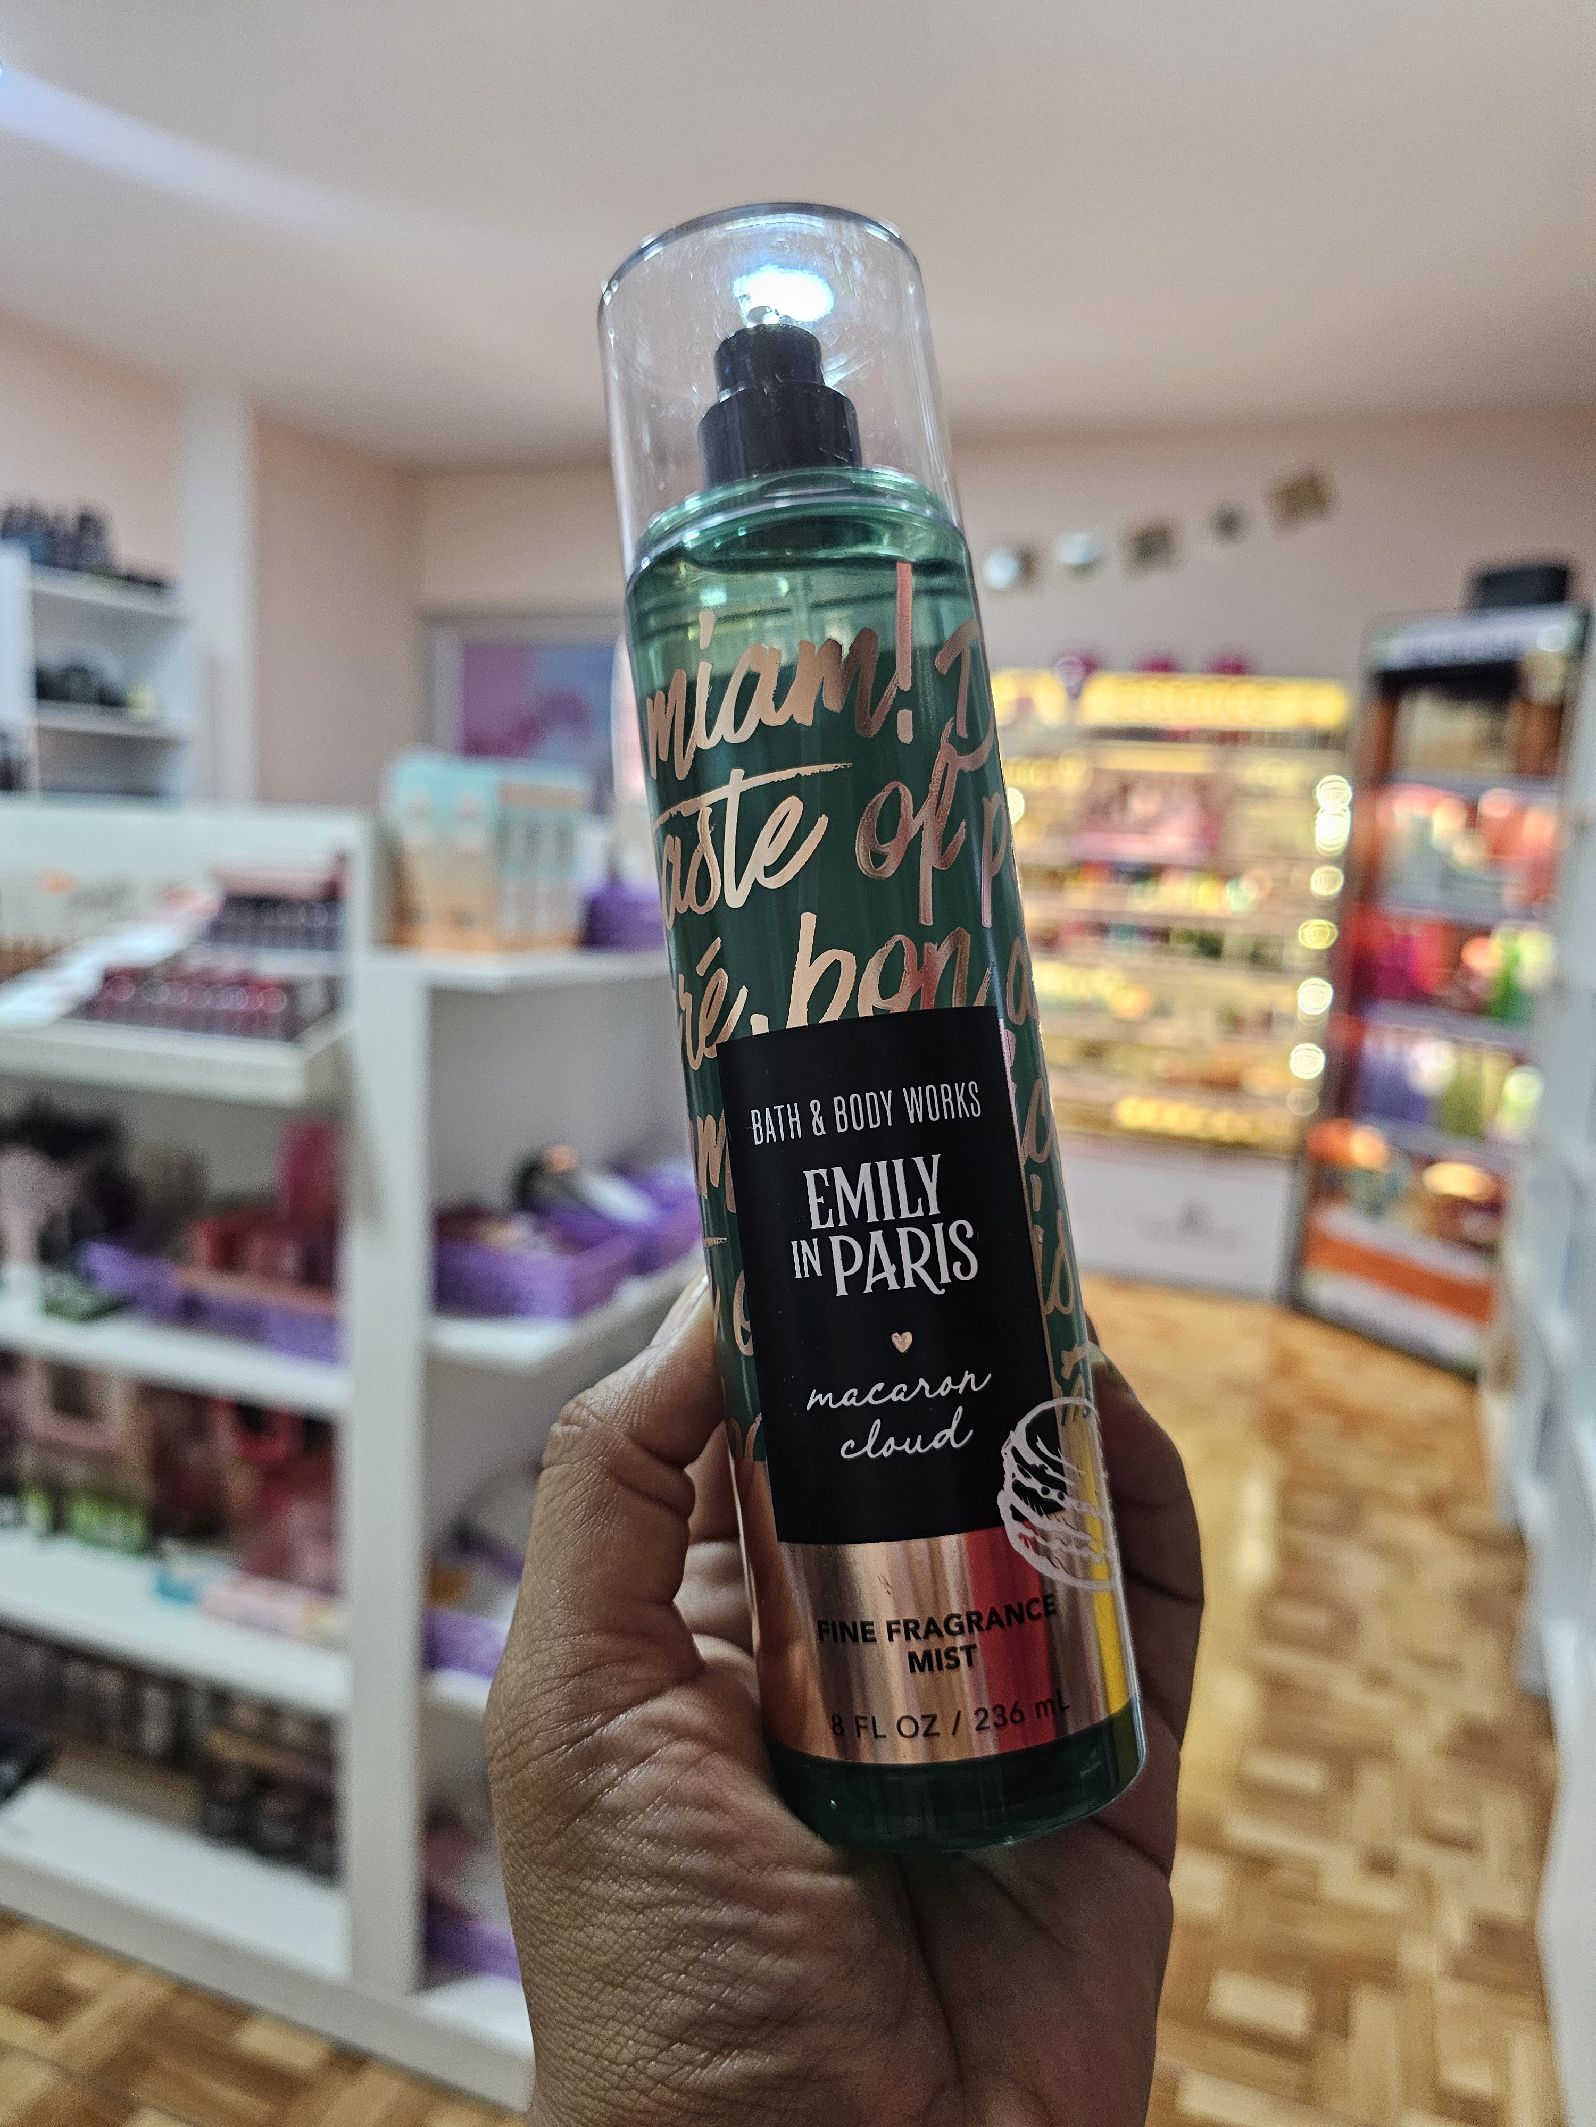 miam!
taste of
bon
BATH & BODY WORKS
EMILY
IN PARIS
macaron
cloud
FINE FRAGRANCE
MIST
8 FL OZ / 236 mL